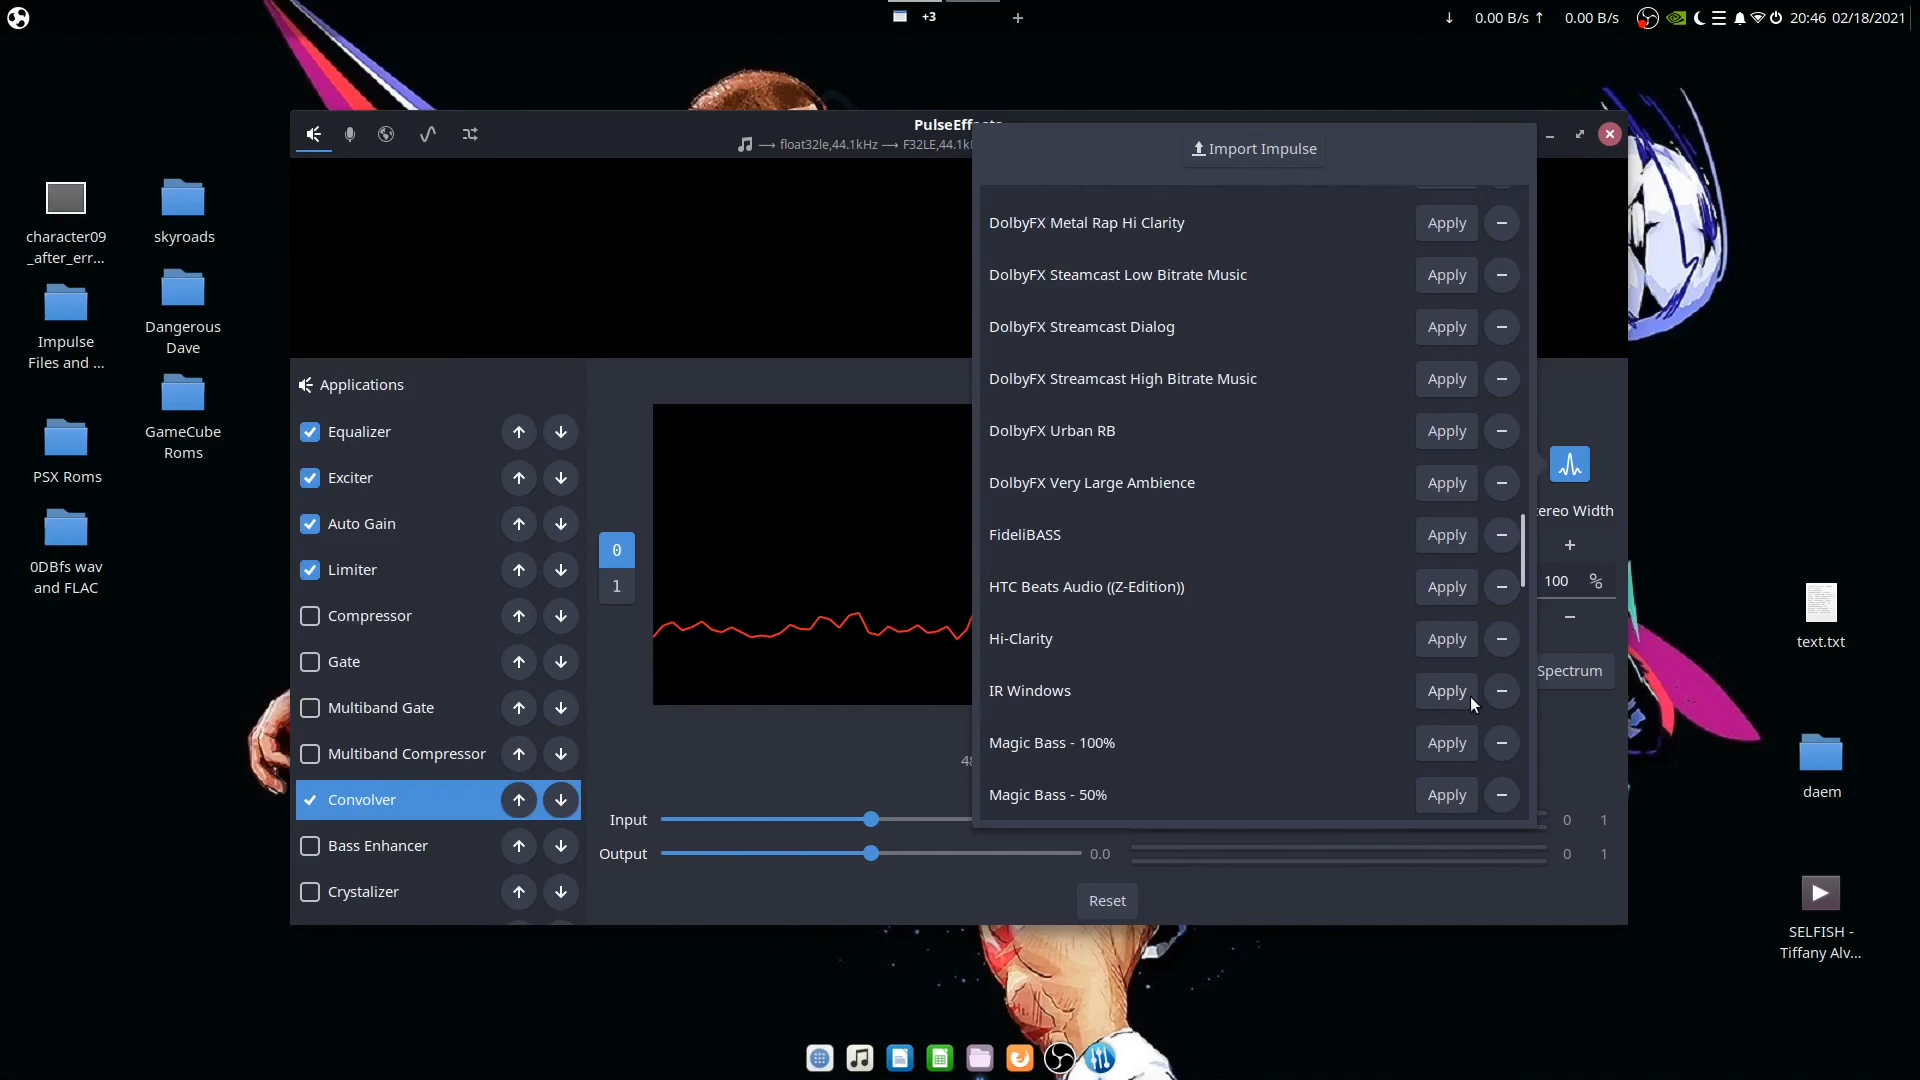 +3
+
↓ 0.00 B/s ↑ 0.00 B/s
20:46 02/18/2021
character09
_after_err...
skyroads
Impulse
Files and ...
Dangerous
Dave
PSX Roms
GameCube
Roms
0DBfs wav
and FLAC
text.txt
daem
SELFISH -
Tiffany Alv...
⟶ float32le,44.1kHz ⟶ F32LE,44.1k
Applications
Equalizer
Exciter
Auto Gain
Limiter
Compressor
Gate
Multiband Gate
Multiband Compressor
Convolver
Bass Enhancer
Crystalizer
0
1
Import Impulse
DolbyFX Metal Rap Hi Clarity Apply
DolbyFX Steamcast Low Bitrate Music Apply
DolbyFX Streamcast Dialog Apply
DolbyFX Streamcast High Bitrate Music Apply
DolbyFX Urban RB Apply
DolbyFX Very Large Ambience Apply
FideliBASS Apply
HTC Beats Audio ((Z-Edition)) Apply
Hi-Clarity Apply
IR Windows Apply
Magic Bass - 100% Apply
Magic Bass - 50% Apply
Width
+
100 %
−
Spectrum
Input 0 1
Output 0.0 0 1
Reset